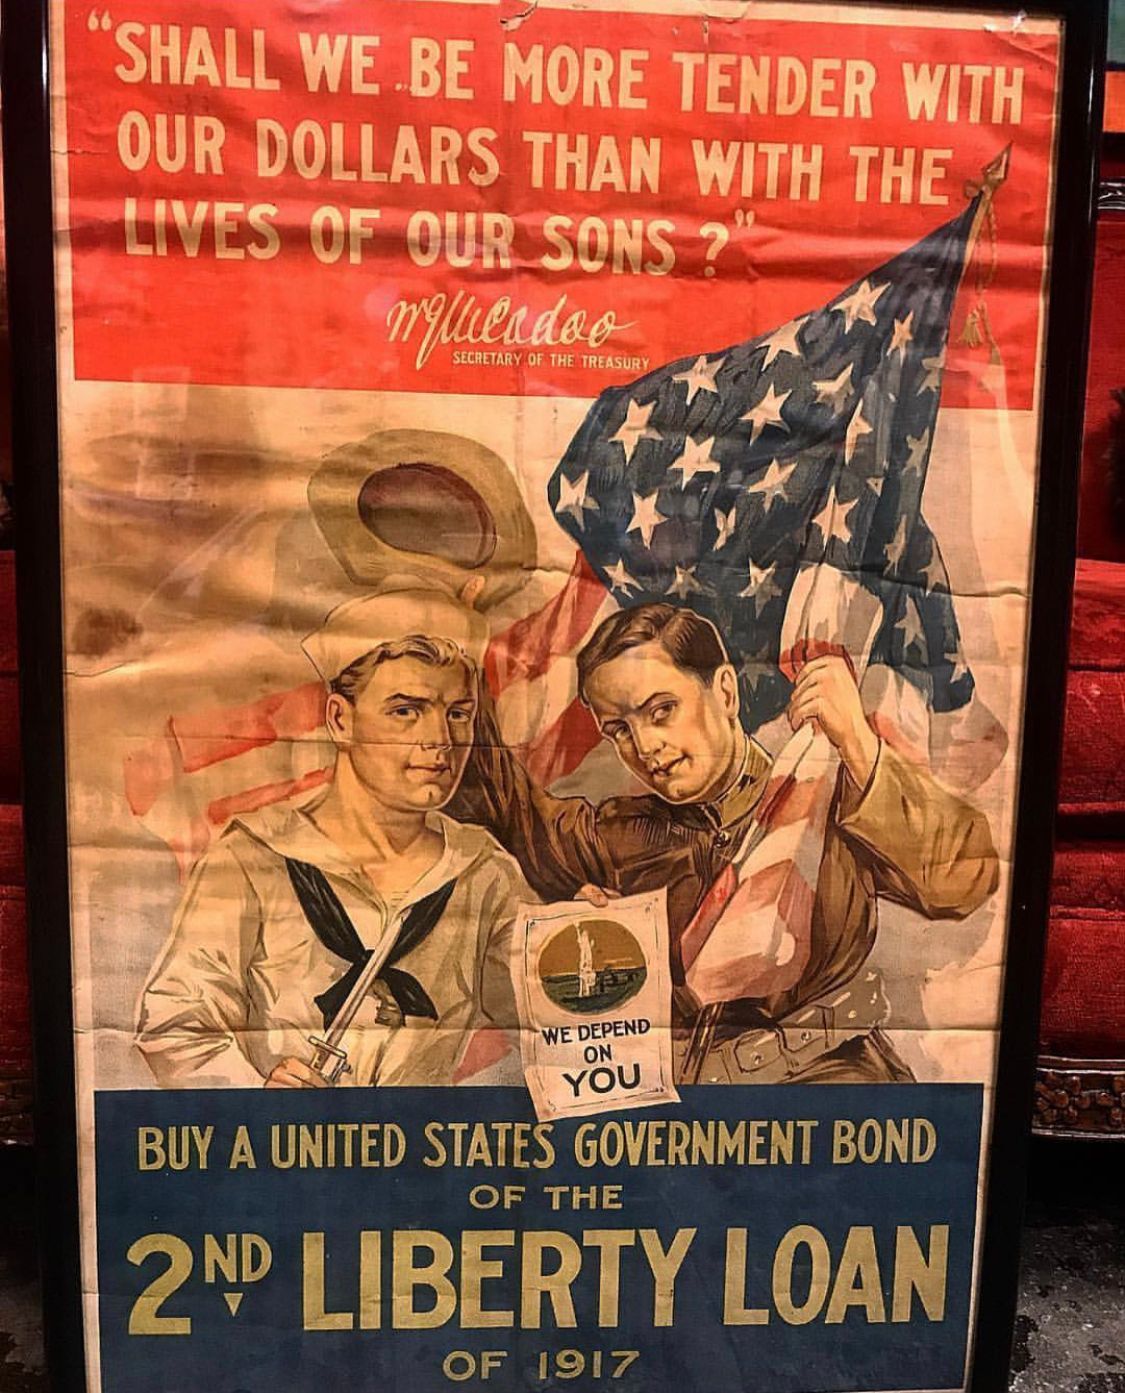 "SHALL WE BE MORE TENDER WITH
OUR DOLLARS THAN WITH THE
LIVES OF OUR SONS?"
WGMcAdoo
SECRETARY OF THE TREASURY
WE DEPEND
ON
YOU
BUY A UNITED STATES GOVERNMENT BOND
OF THE
2ND LIBERTY LOAN
OF 1917